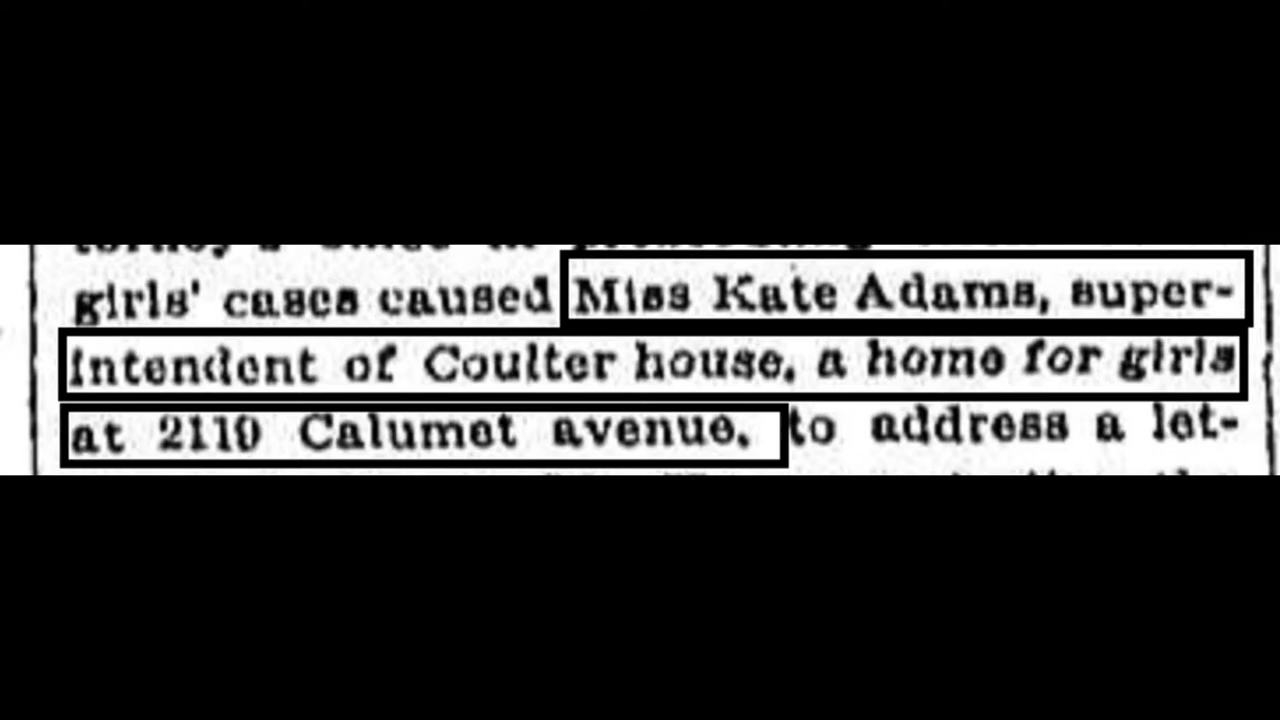 girls' cases caused Miss Kate Adams, super-
intendent of Coulter house, a home for girls
at 2119 Calumet avenue, to address a let-